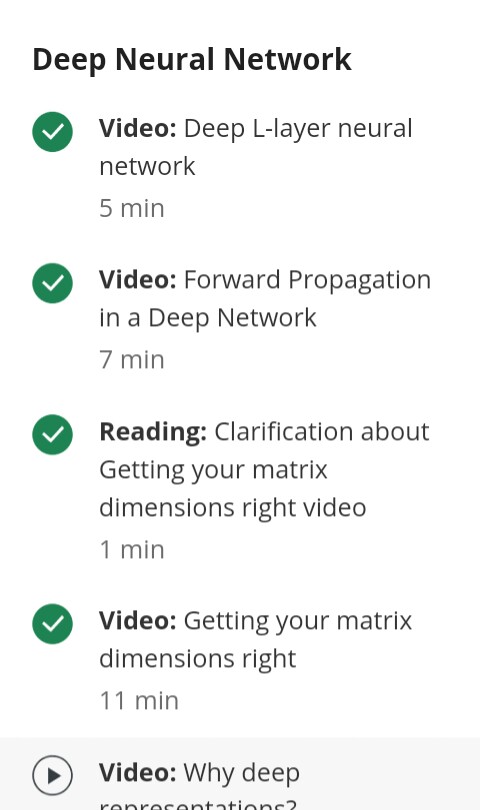 Deep Neural Network
Video: Deep L-layer neural
network
5 min
Video: Forward Propagation
in a Deep Network
7 min
Reading: Clarification about
Getting your matrix
dimensions right video
1 min
Video: Getting your matrix
dimensions right
11 min
Video: Why deep
representations?